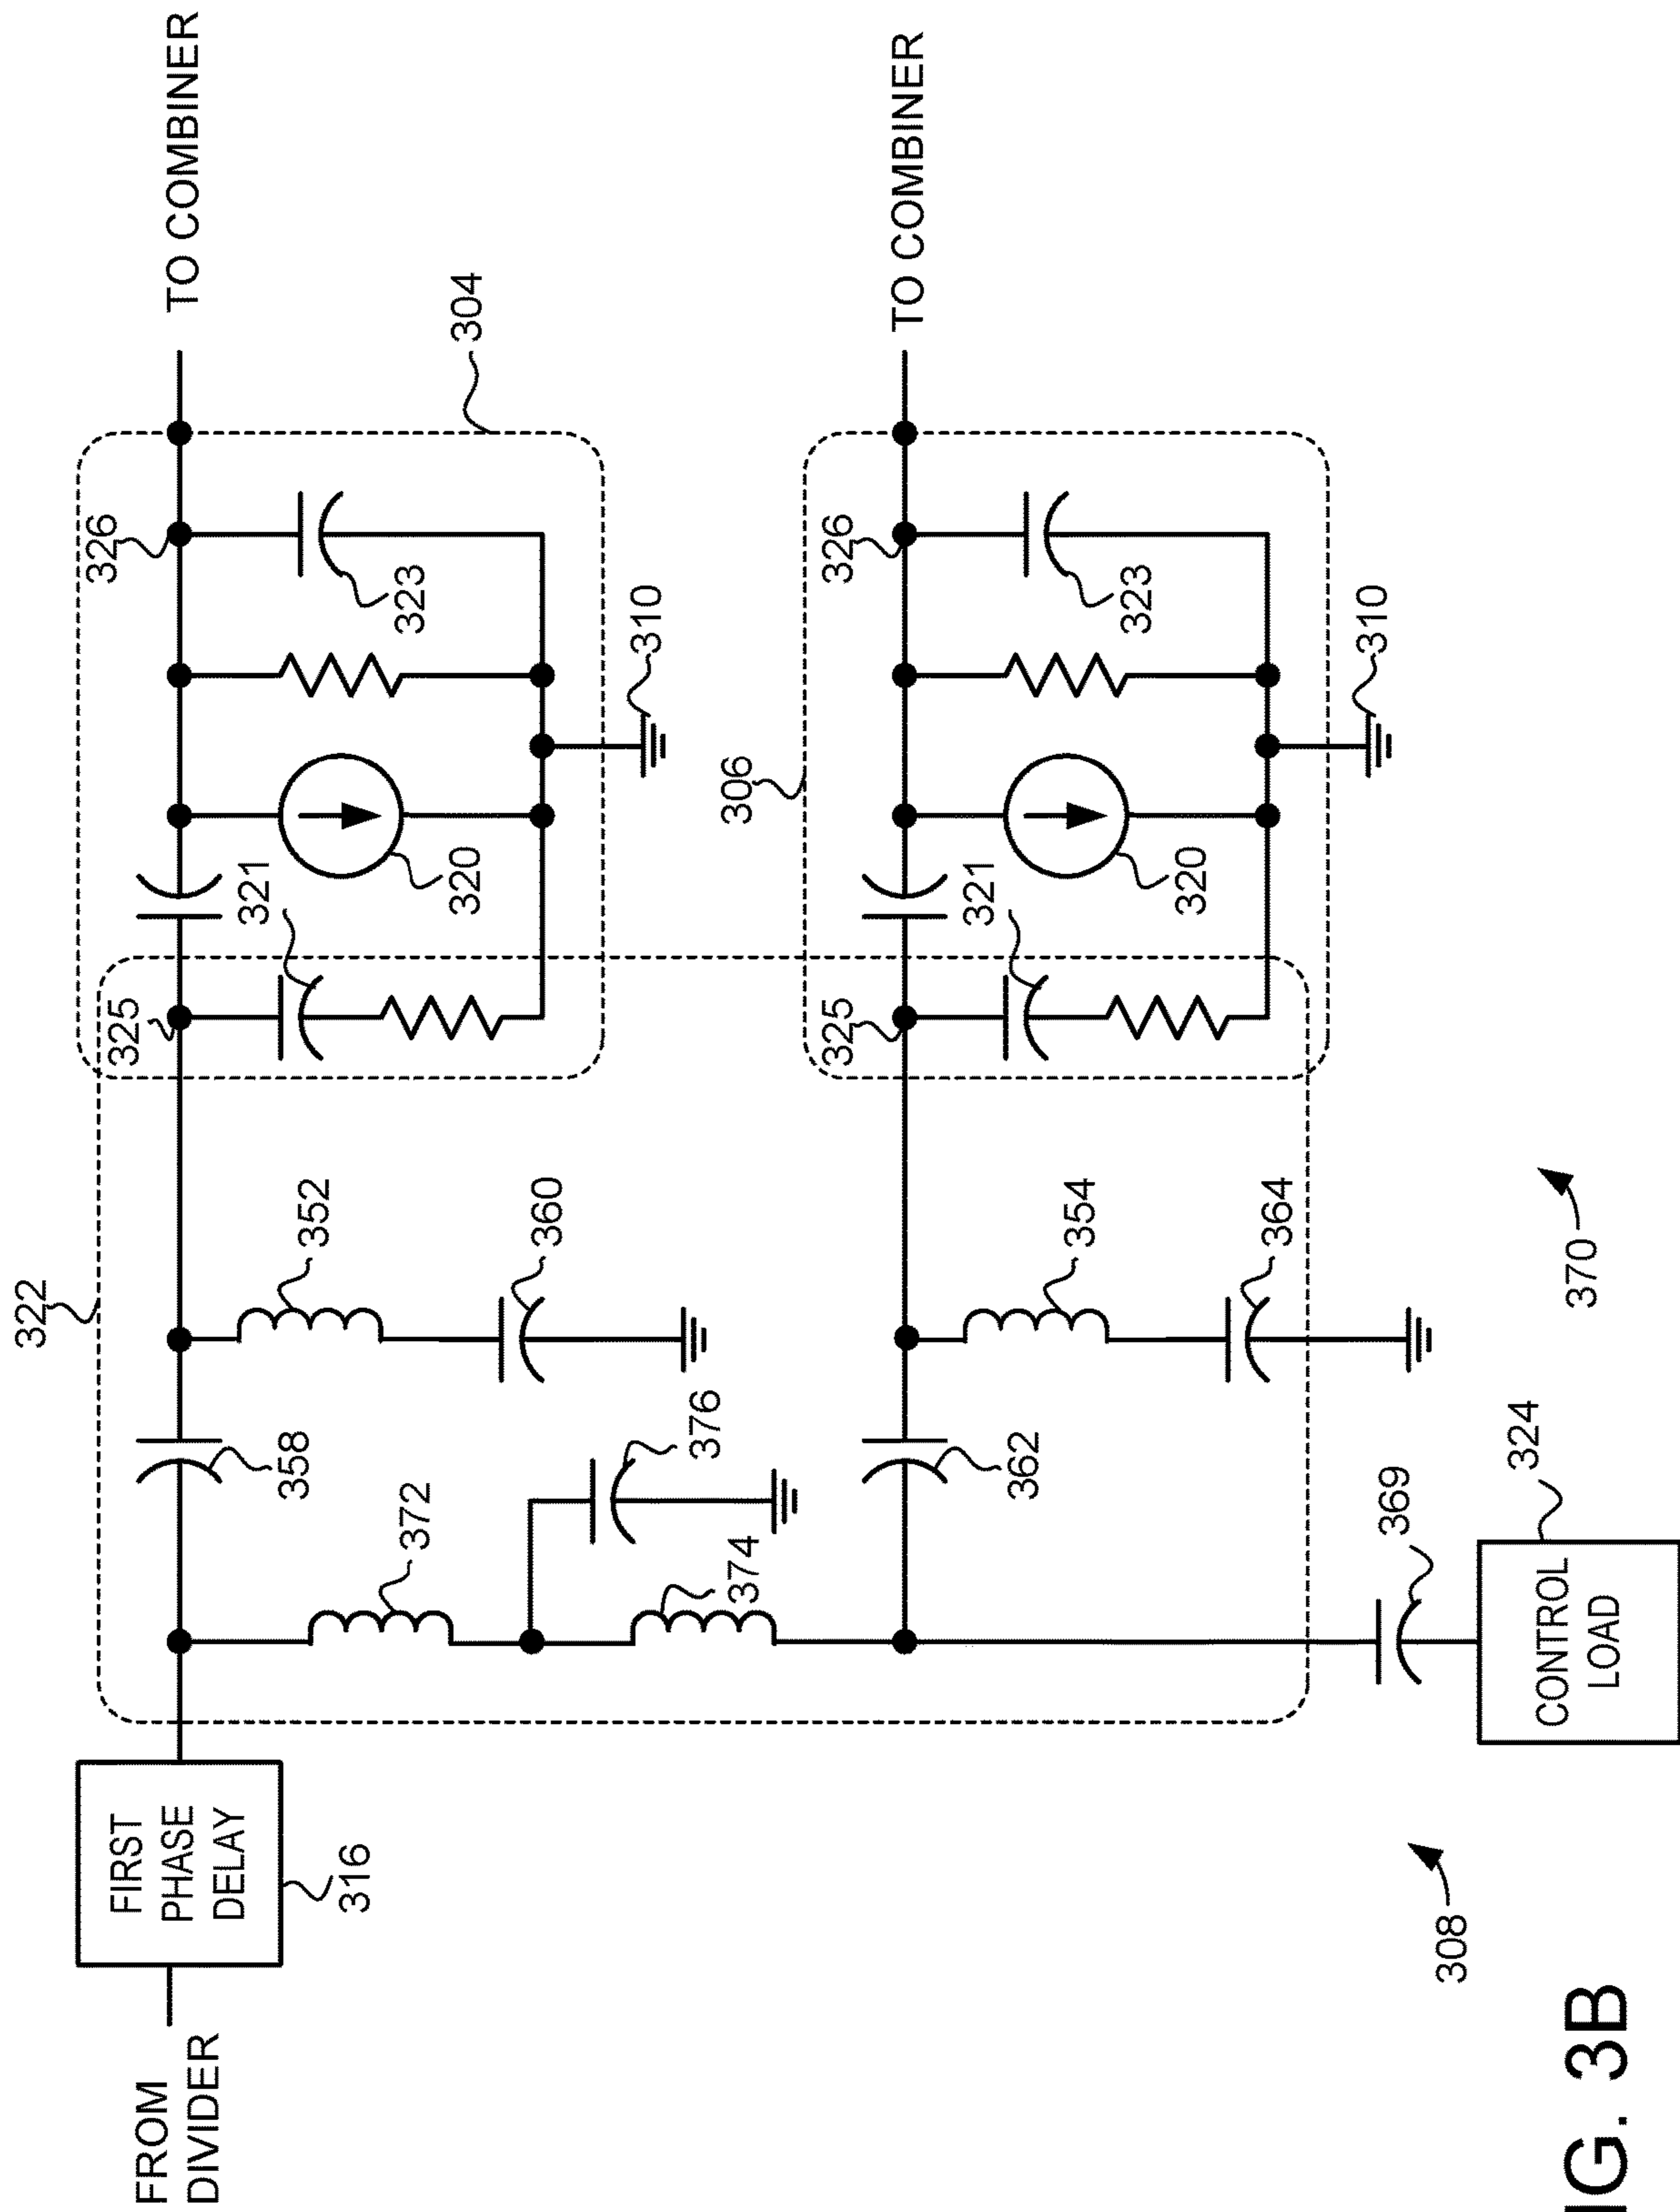 322
FROM
DIVIDER
FIRST
PHASE
DELAY
316
TO COMBINER
325
326
358
352
321
304
372
323
320
360
310
376
374
306
325
326
TO COMBINER
321
362
354
323
320
364
310
369
308
324
CONTROL
LOAD
370
IG. 3B